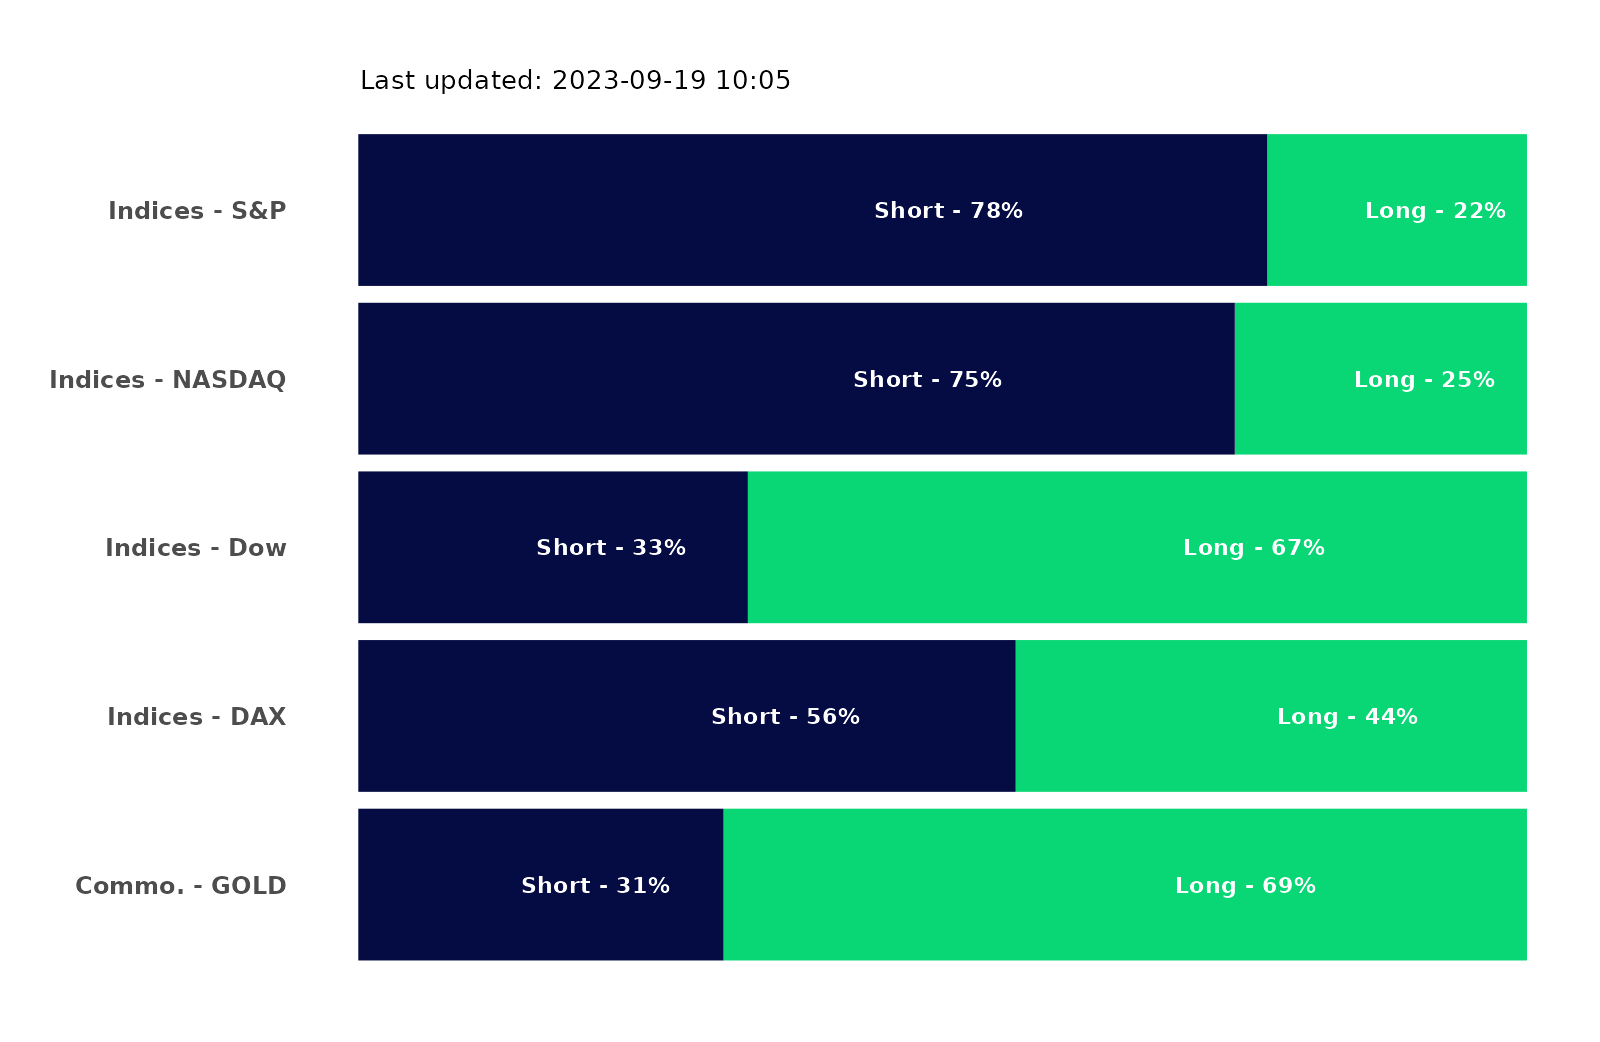 Last updated: 2023-09-19 10:05
Indices - S&P Short - 78% Long - 22%
Indices - NASDAQ Short - 75% Long - 25%
Indices - Dow Short - 33% Long - 67%
Indices - DAX Short - 56% Long - 44%
Commo. - GOLD Short - 31% Long - 69%